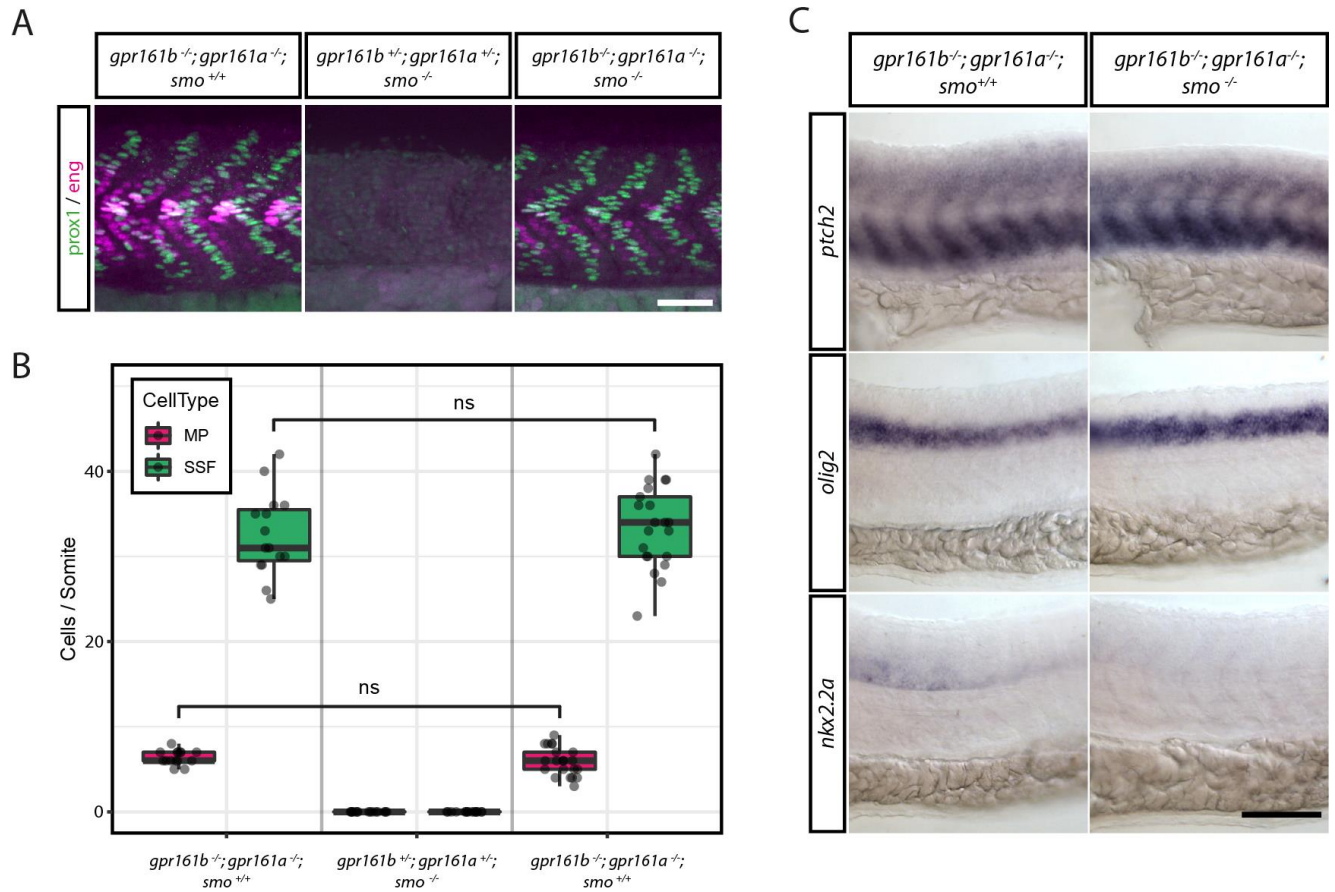 A
gpr161b -/-; gpr161a -/-;
smo +/+
gpr161b +/-; gpr161a +/-;
smo -/-
gpr161b-/-; gpr161a -/-;
smo -/-
prox1 / eng
B
CellType
MP
SSF
ns
ns
Cells / Somite
40
20
0
gpr161b -/-; gpr161a -/-;
smo +/+
gpr161b +/-; gpr161a +/-;
smo -/-
gpr161b-/-; gpr161a -/-;
smo +/+
C
gpr161b-/-; gpr161a-/-;
smo+/+
gpr161b-/-; gpr161a-/-;
smo -/-
ptch2
olig2
nkx2.2a